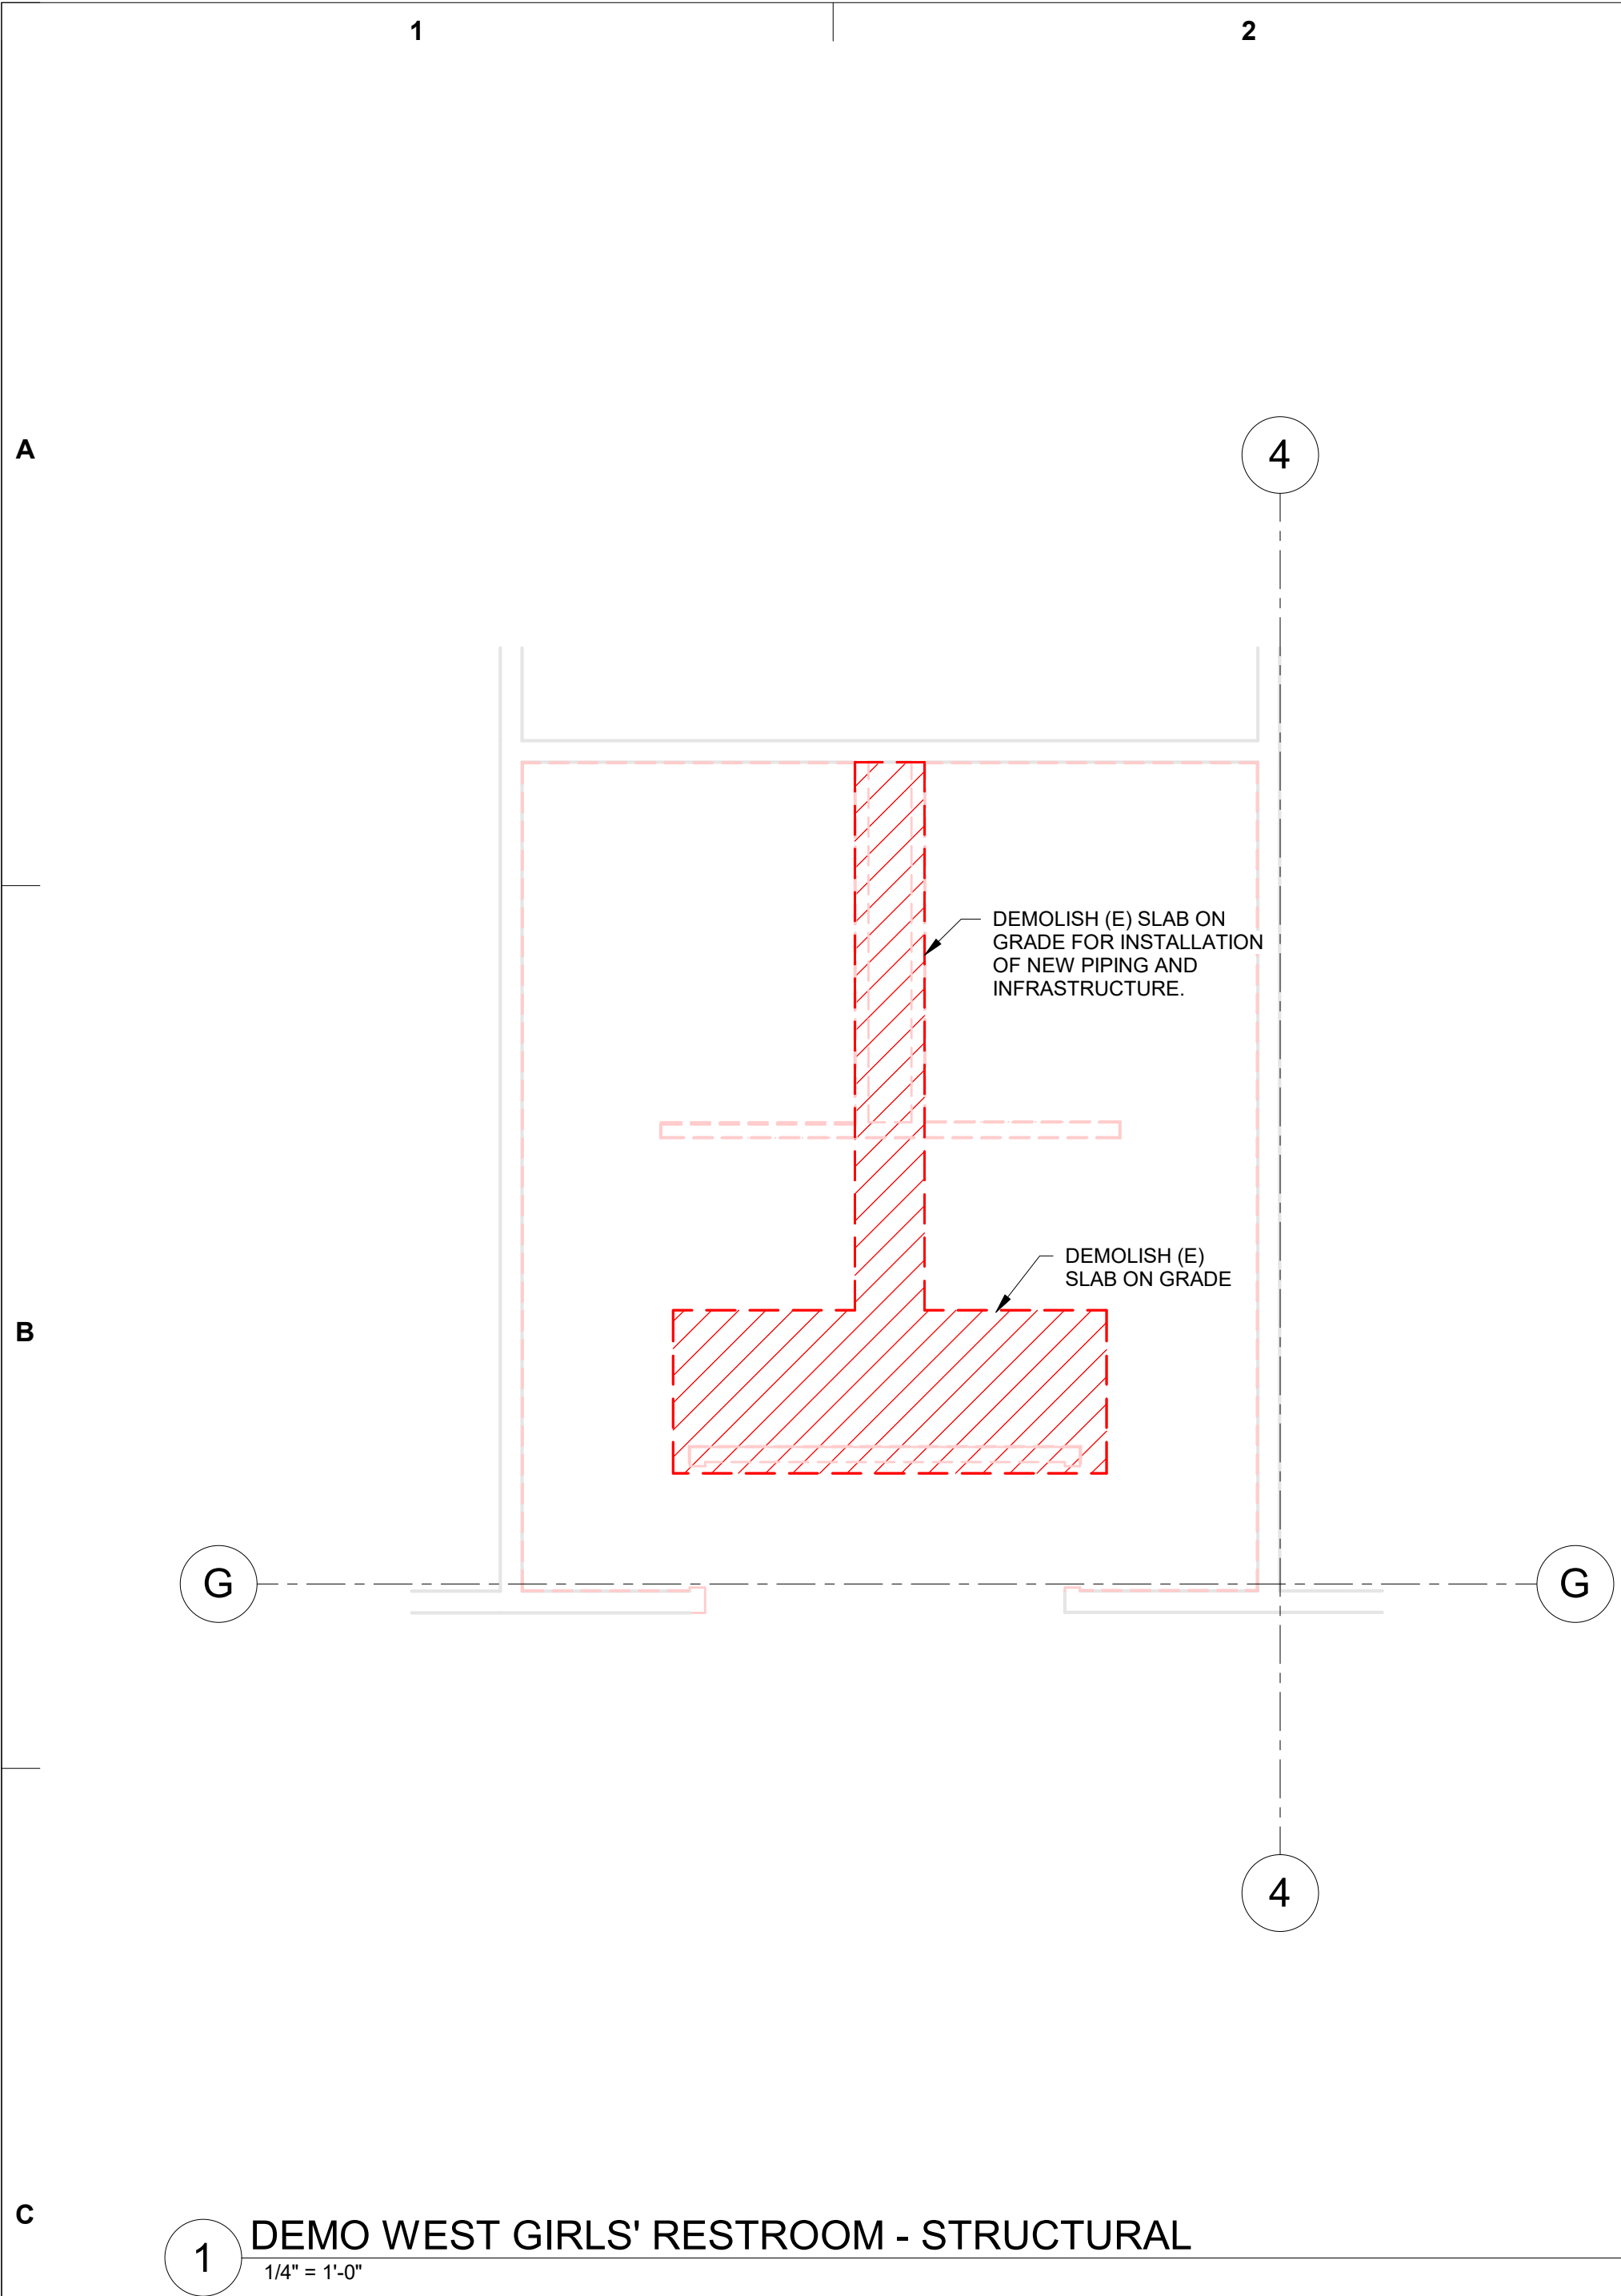 1
2
A
4
DEMOLISH (E) SLAB ON
GRADE FOR INSTALLATION
OF NEW PIPING AND
INFRASTRUCTURE.
DEMOLISH (E)
SLAB ON GRADE
B
G
G
4
C
1
DEMO WEST GIRLS' RESTROOM - STRUCTURAL
1/4" = 1'-0"